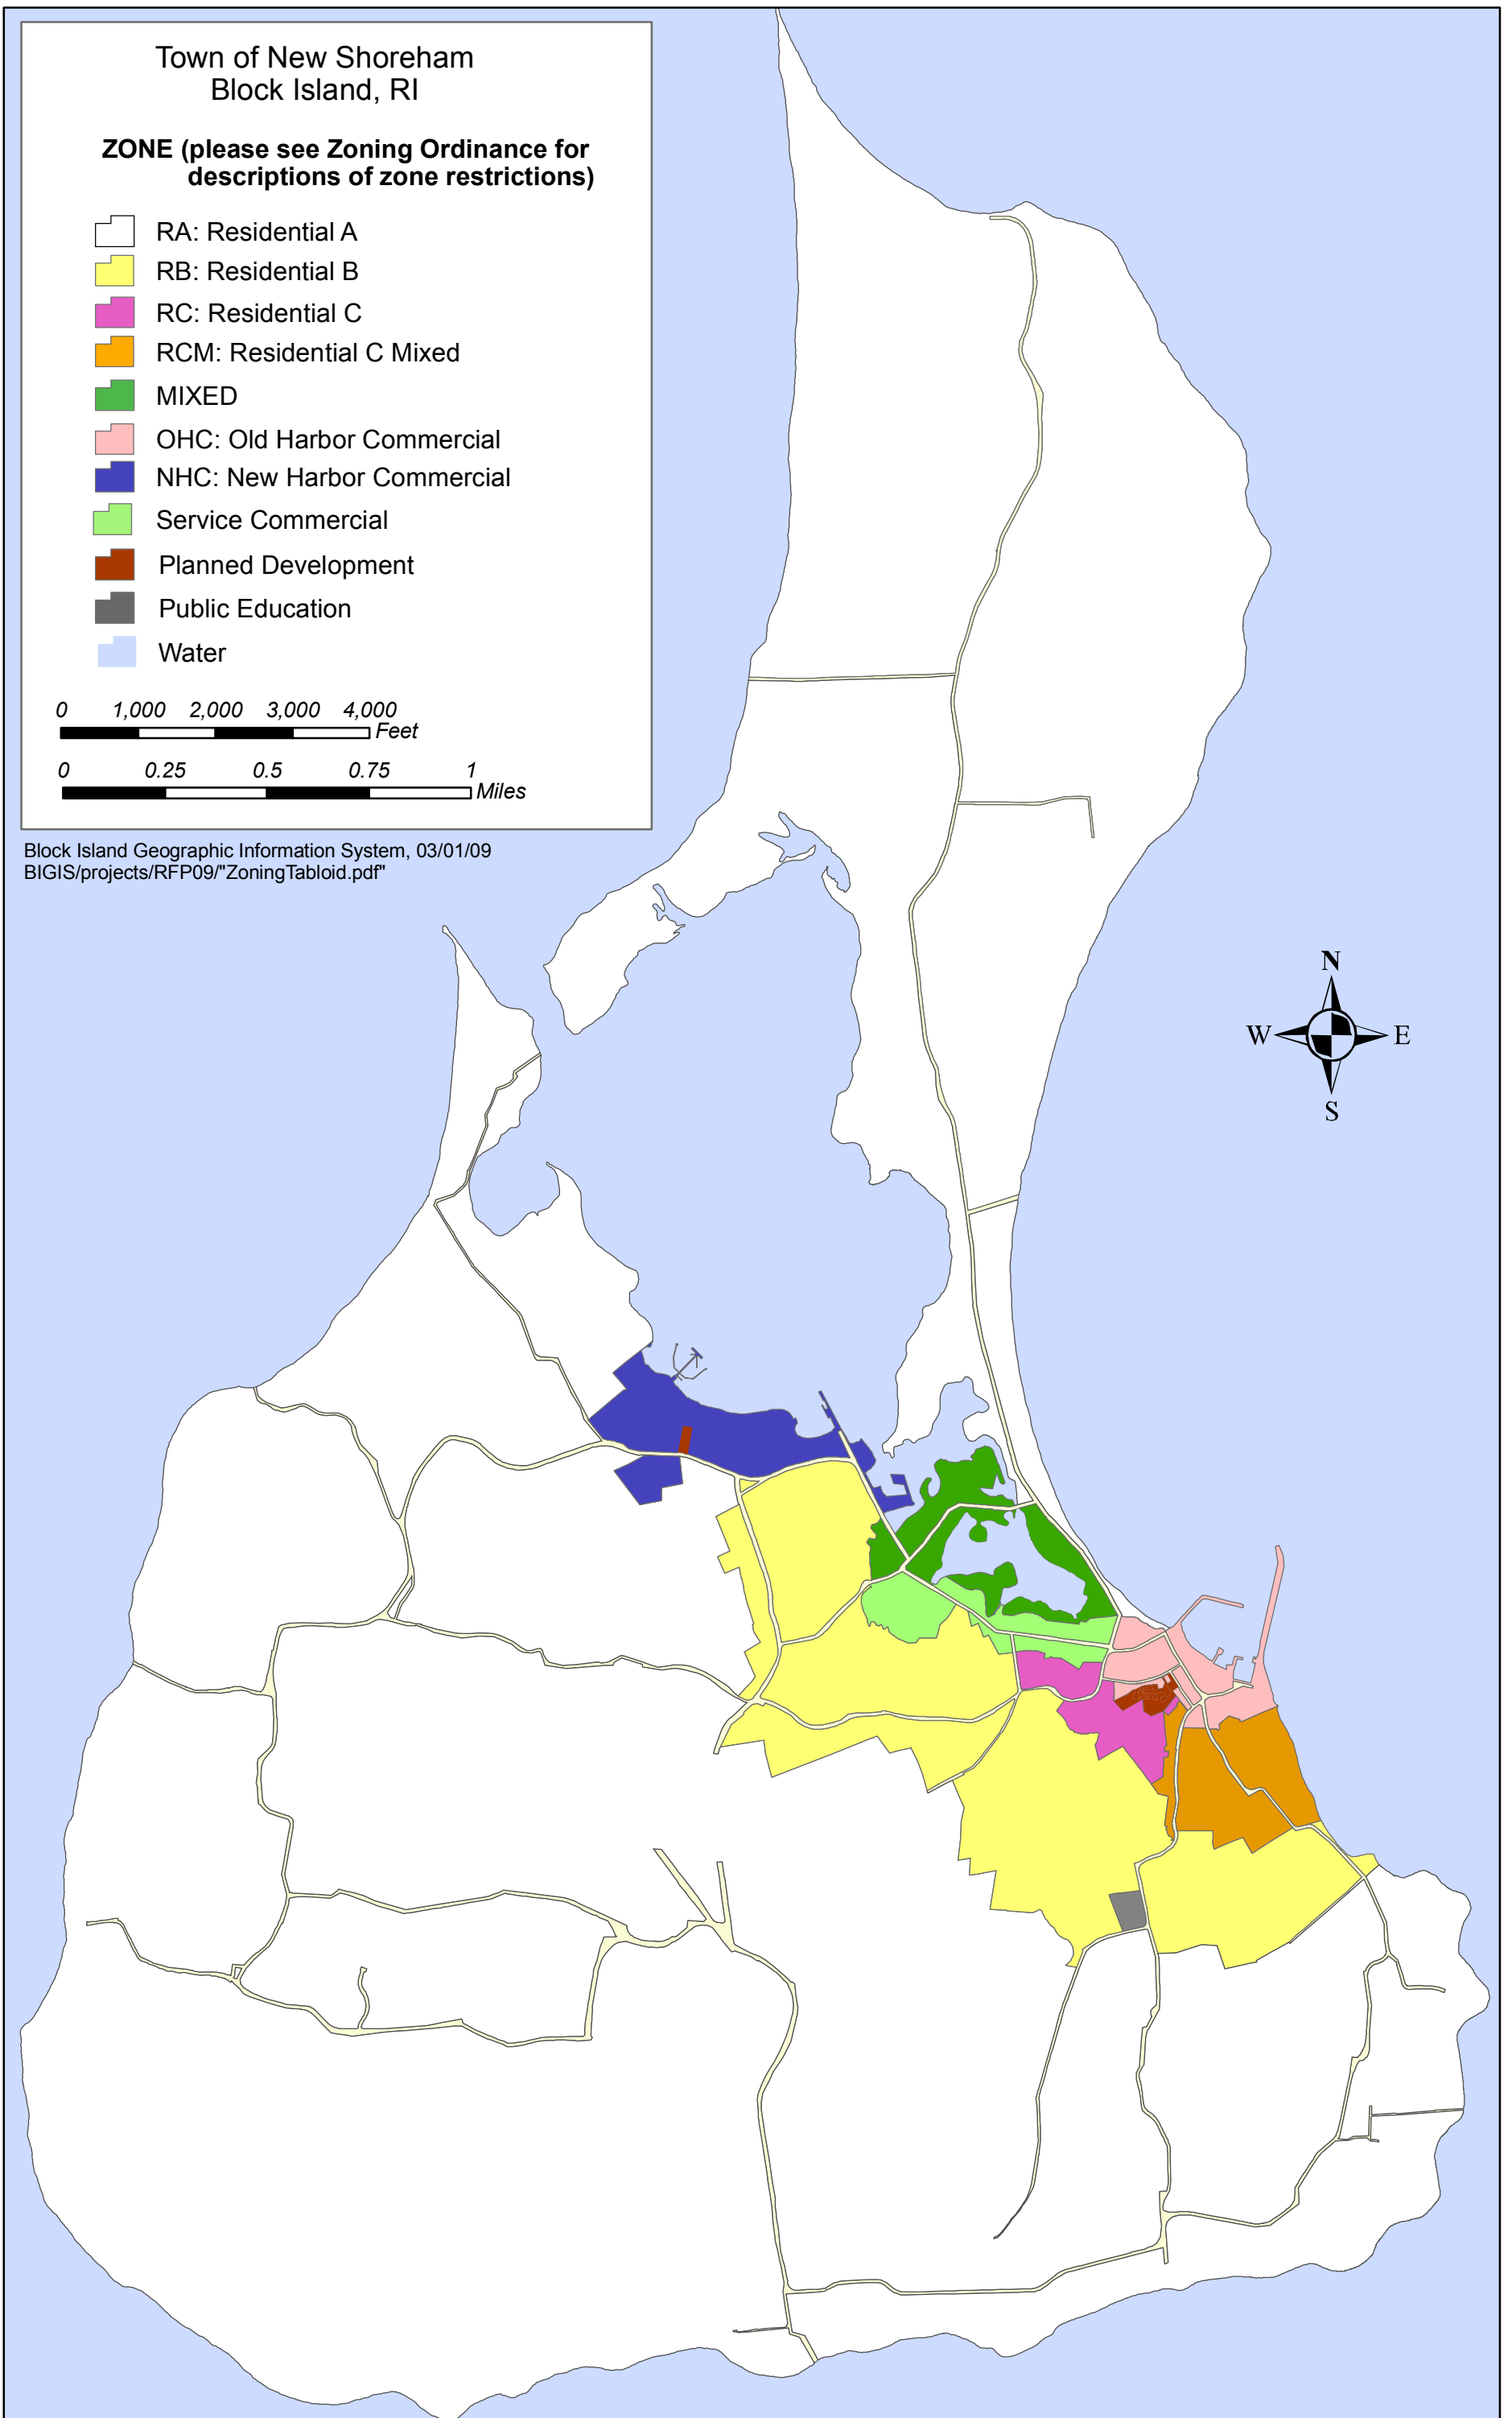 Town of New Shoreham
Block Island, RI
ZONE (please see Zoning Ordinance for
descriptions of zone restrictions)
RA: Residential A
RB: Residential B
RC: Residential C
RCM: Residential C Mixed
MIXED
OHC: Old Harbor Commercial
NHC: New Harbor Commercial
Service Commercial
Planned Development
Public Education
Water
0 1,000 2,000 3,000 4,000
Feet
0 0.25 0.5 0.75 1
Miles
Block Island Geographic Information System, 03/01/09
BIGIS/projects/RFP09/"ZoningTabloid.pdf"
N
W E
S